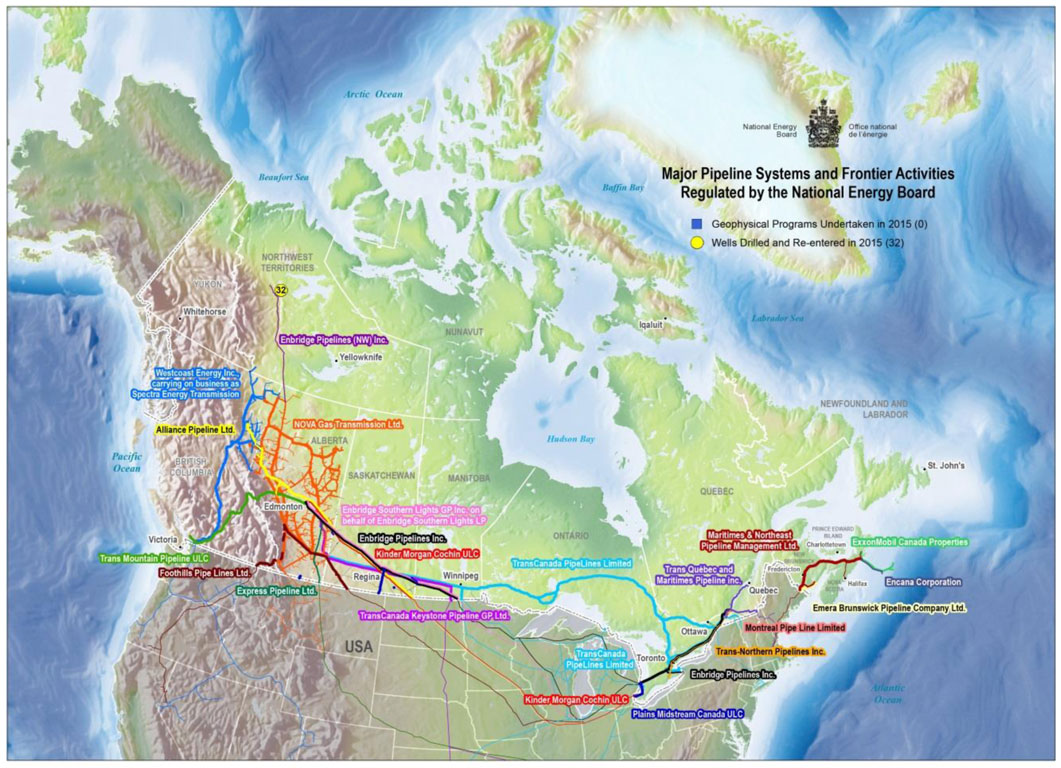 Arctic Ocean
National Energy
Board
Office national
de l'énergie
Major Pipeline Systems and Frontier Activities
Regulated by the National Energy Board
Beaufort Sea
Baffin Bay
Geophysical Programs Undertaken in 2015 (0)
Wells Drilled and Re-entered in 2015 (32)
NORTHWEST
TERRITORIES
YUKON
32
Whitehorse
Iqaluit
Labrador Sea
NUNAVUT
Enbridge Pipelines (NW) Inc.
Yellowknife
Westcoast Energy Inc.,
carrying on business as
Spectra Energy Transmission
NEWFOUNDLAND AND
LABRADOR
Alliance Pipeline Ltd.
NOVA Gas Transmission Ltd.
ALBERTA
Hudson Bay
Pacific
Ocean
BRITISH
COLUMBIA
SASKATCHEWAN
MANITOBA
St. John's
QUEBEC
Edmonton
Enbridge Southern Lights GP Inc. on
behalf of Enbridge Southern Lights LP
Victoria
Enbridge Pipelines Inc.
ONTARIO
Maritimes & Northeast
Pipeline Management Ltd.
PRINCE EDWARD
ISLAND
Charlottetown
ExxonMobil Canada Properties
Trans Mountain Pipeline ULC
Kinder Morgan Cochin ULC
TransCanada PipeLines Limited
Foothills Pipe Lines Ltd.
Regina
Winnipeg
Trans Québec and
Maritimes Pipeline Inc.
Fredericton
Halifax
Encana Corporation
Express Pipeline Ltd.
Quebec
TransCanada Keystone Pipeline GP Ltd.
Emera Brunswick Pipeline Company Ltd.
Ottawa
Montreal Pipe Line Limited
USA
TransCanada
PipeLines Limited
Toronto
Trans-Northern Pipelines Inc.
Enbridge Pipelines Inc.
Atlantic
Ocean
Kinder Morgan Cochin ULC
Plains Midstream Canada ULC